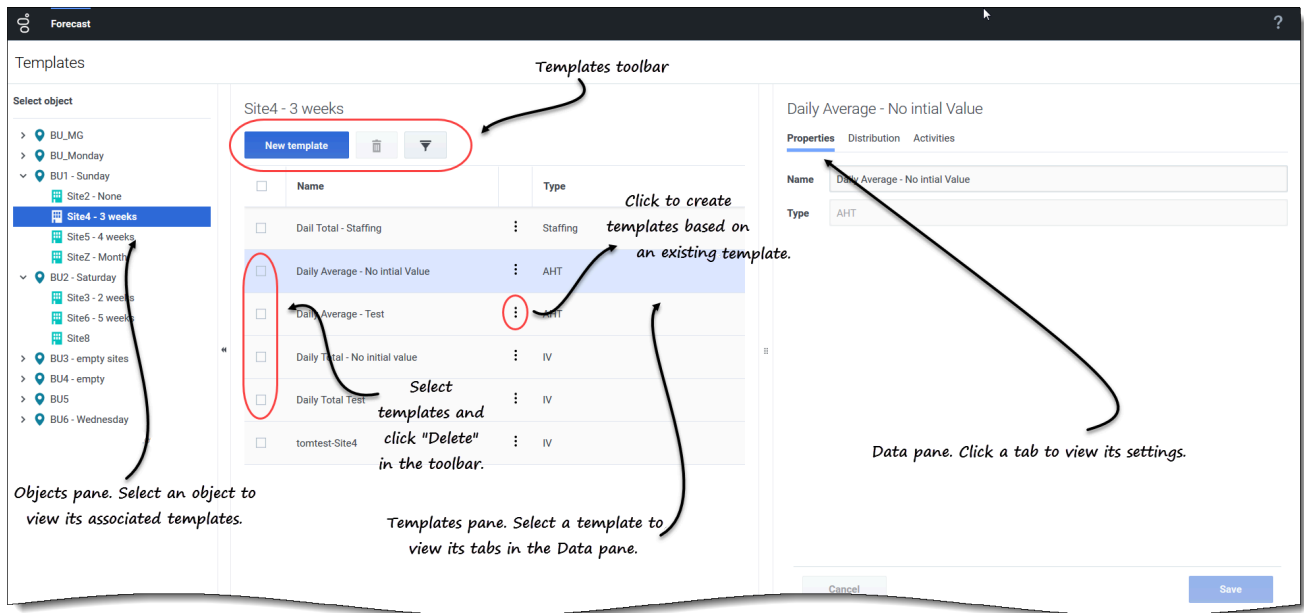 Forecast
?
Templates
Select object
BU_MG
BU_Monday
BU1 - Sunday
Site2 - None
Site4 - 3 weeks
Site5 - 4 weeks
SiteZ - Month
BU2 - Saturday
Site3 - 2 weeks
Site6 - 5 weeks
Site8
BU3 - empty sites
BU4 - empty
BU5
BU6 - Wednesday
Objects pane. Select an object to
view its associated templates.
Templates toolbar
Site4 - 3 weeks
New template
Name
Type
Dail Total - Staffing
Staffing
Daily Average - No intial Value
AHT
Daily Average - Test
AHT
Daily Total - No initial value
IV
Daily Total Test
IV
tomtest-Site4
IV
Click to create
templates based on
an existing template.
Select
templates and
click "Delete"
in the toolbar.
Templates pane. Select a template to
view its tabs in the Data pane.
Daily Average - No intial Value
Properties Distribution Activities
Name Daily Average - No intial Value
Type AHT
Data pane. Click a tab to view its settings.
Cancel Save